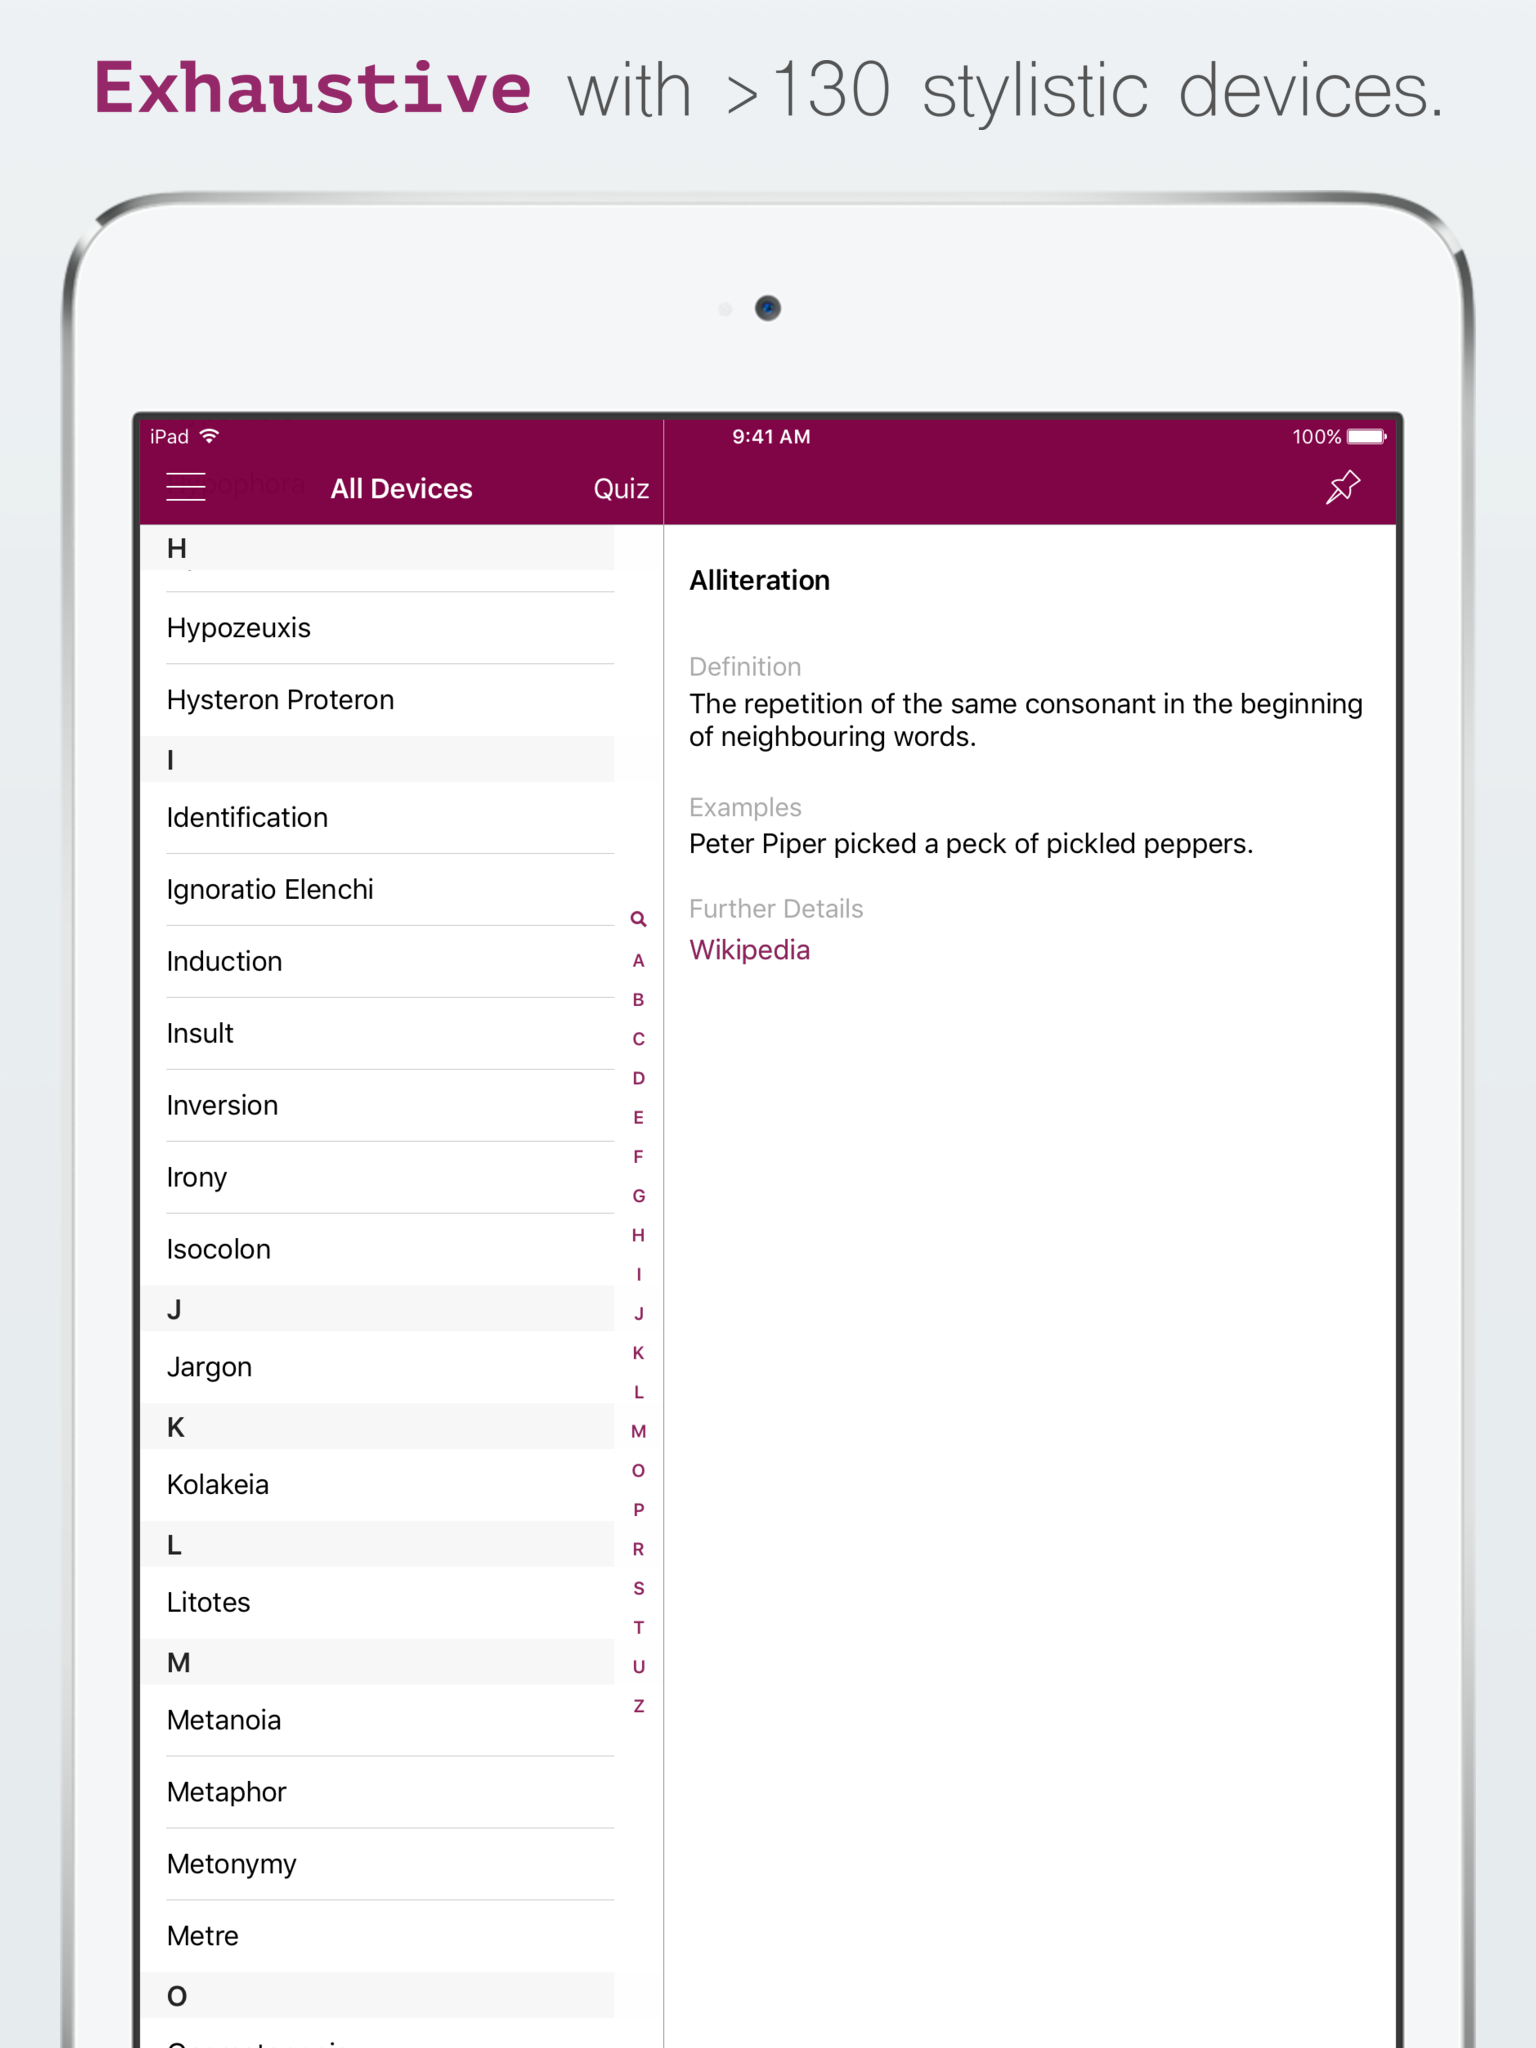 Exhaustive with >130 stylistic devices.
iPad 9:41 AM 100%
All Devices Quiz
H
Hypozeuxis
Hysteron Proteron
I
Identification
Ignoratio Elenchi
Induction
Insult
Inversion
Irony
Isocolon
J
Jargon
K
Kolakeia
L
Litotes
M
Metanoia
Metaphor
Metonymy
Metre
O
A
B
C
D
E
F
G
H
I
J
K
L
M
O
P
R
S
T
U
Z
Alliteration
Definition
The repetition of the same consonant in the beginning
of neighbouring words.
Examples
Peter Piper picked a peck of pickled peppers.
Further Details
Wikipedia